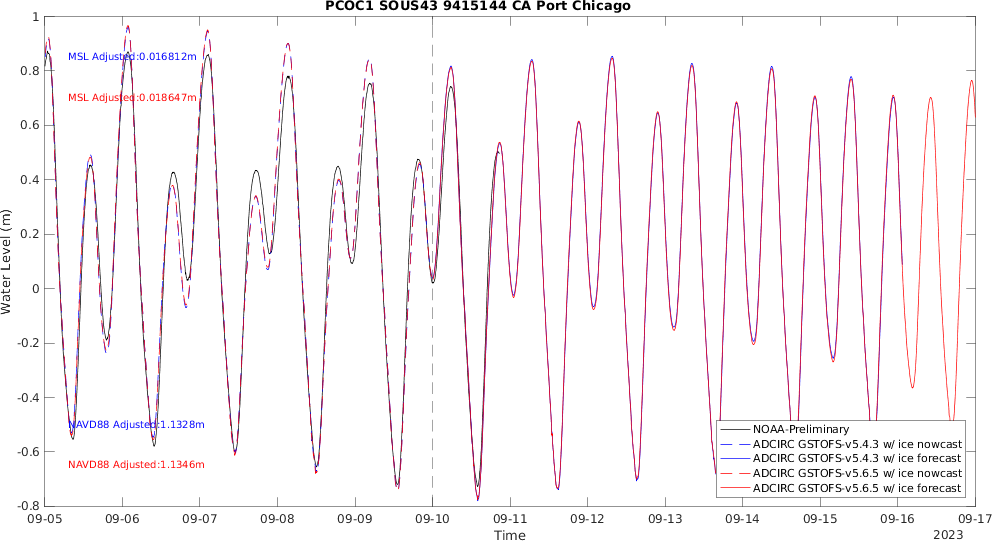 PCOC1 SOUS43 9415144 CA Port Chicago
1
0.8
0.6
0.4
0.2
0
-0.2
-0.4
-0.6
-0.8
Water Level (m)
MSL Adjusted:0.016812m
MSL Adjusted:0.018647m
NAVD88 Adjusted:1.1328m
NAVD88 Adjusted:1.1346m
NOAA-Preliminary
ADCIRC GSTOFS-v5.4.3 w/ ice nowcast
ADCIRC GSTOFS-v5.4.3 w/ ice forecast
ADCIRC GSTOFS-v5.6.5 w/ ice nowcast
ADCIRC GSTOFS-v5.6.5 w/ ice forecast
09-05 09-06 09-07 09-08 09-09 09-10 09-11 09-12 09-13 09-14 09-15 09-16 09-17
Time
2023